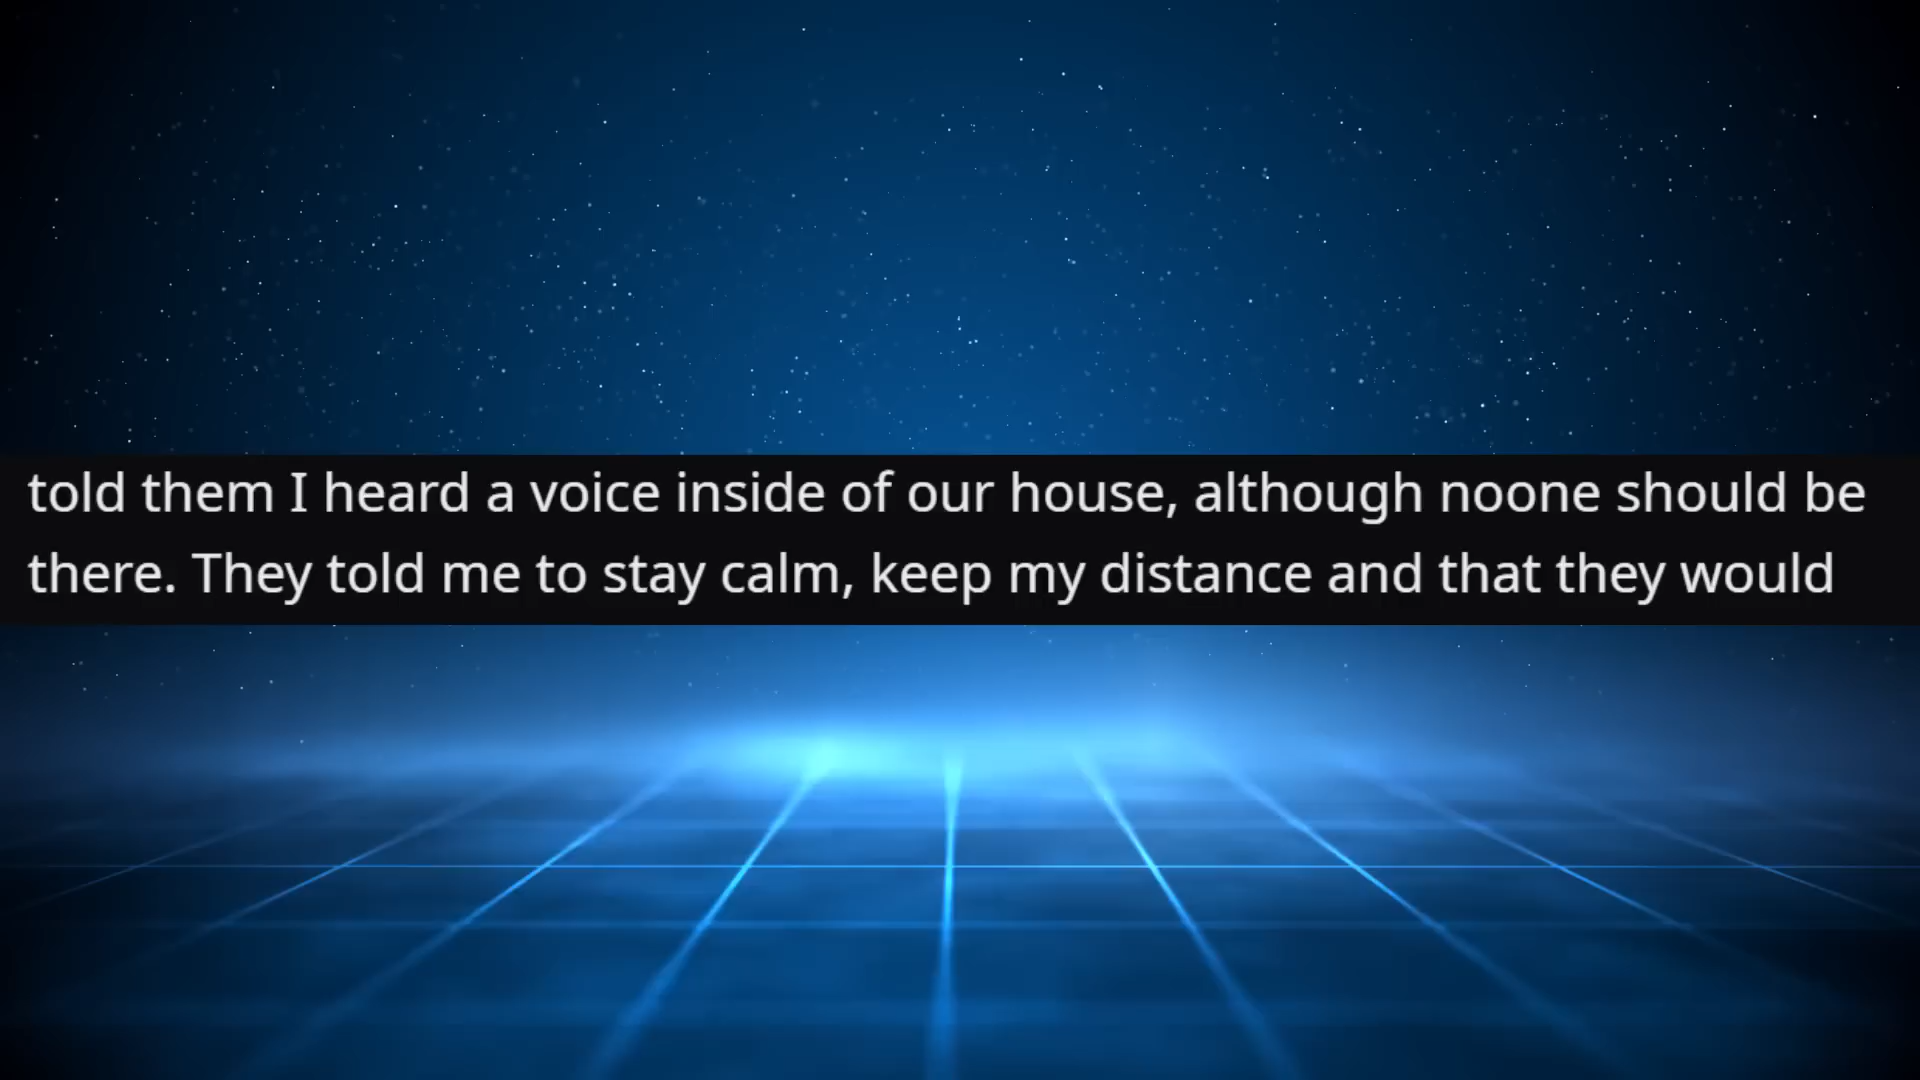 told them I heard a voice inside of our house, although noone should be
there. They told me to stay calm, keep my distance and that they would